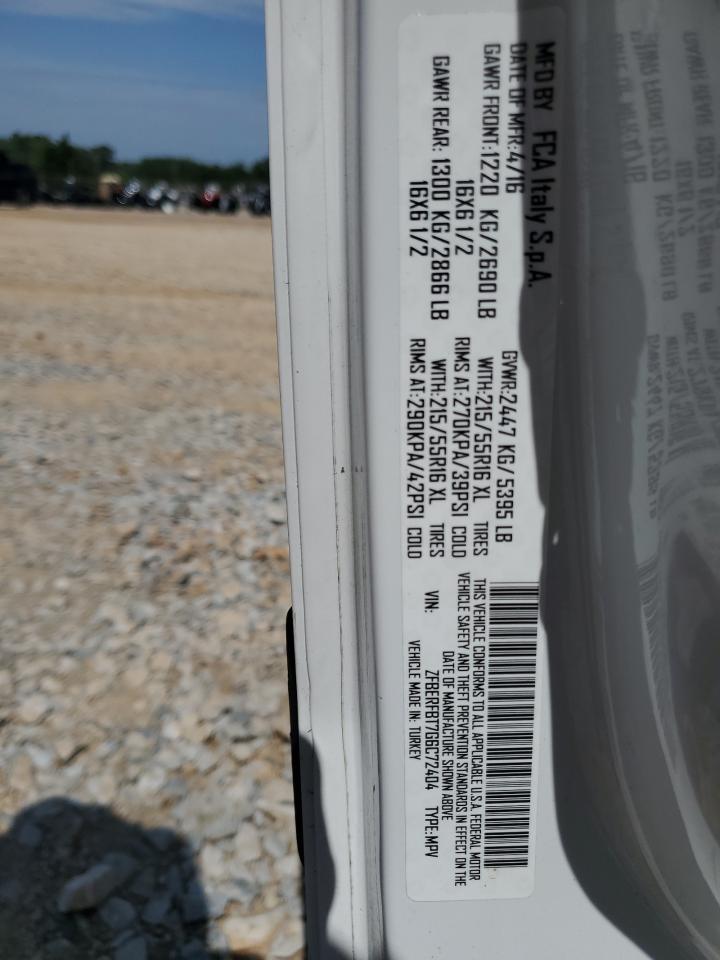 MFD BY FCA Italy S.p.A.
DATE OF MFR:4/16 GVWR:2447 KG/5395 LB
GAWR FRONT:1220 KG/2690 LB WITH:215/55R16 XL TIRES
16X6 1/2 RIMS AT:270KPA/39PSI COLD
GAWR REAR: 1300 KG/2866 LB WITH:215/55R16 XL TIRES
16X6 1/2 RIMS AT:290KPA/42PSI COLD
THIS VEHICLE CONFORMS TO ALL APPLICABLE U.S.A. FEDERAL MOTOR
VEHICLE SAFETY AND THEFT PREVENTION STANDARDS IN EFFECT ON THE
DATE OF MANUFACTURE SHOWN ABOVE
VIN: ZFBERFBT7G6C72404 TYPE:MPV
VEHICLE MADE IN: TURKEY